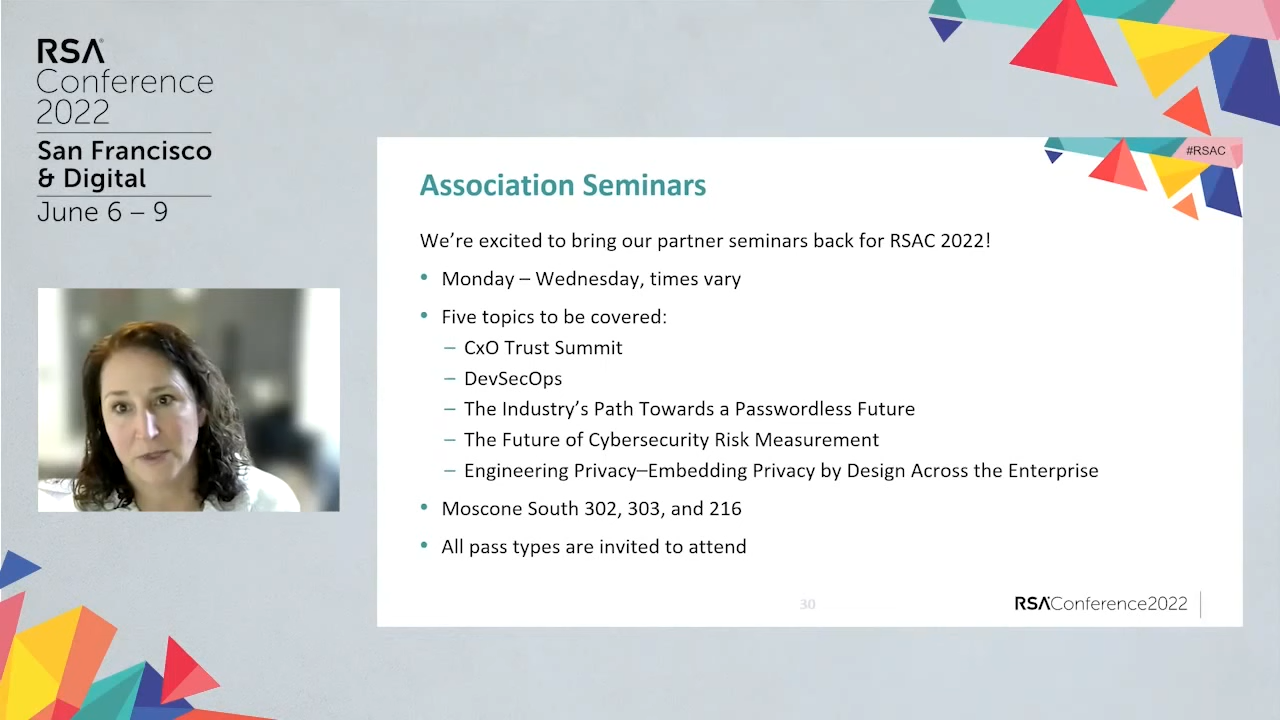 RSA
Conference
2022
San Francisco
& Digital
June 6 – 9
#RSAC
Association Seminars
We’re excited to bring our partner seminars back for RSAC 2022!
• Monday – Wednesday, times vary
• Five topics to be covered:
– CxO Trust Summit
– DevSecOps
– The Industry’s Path Towards a Passwordless Future
– The Future of Cybersecurity Risk Measurement
– Engineering Privacy–Embedding Privacy by Design Across the Enterprise
• Moscone South 302, 303, and 216
• All pass types are invited to attend
30
RSAConference2022